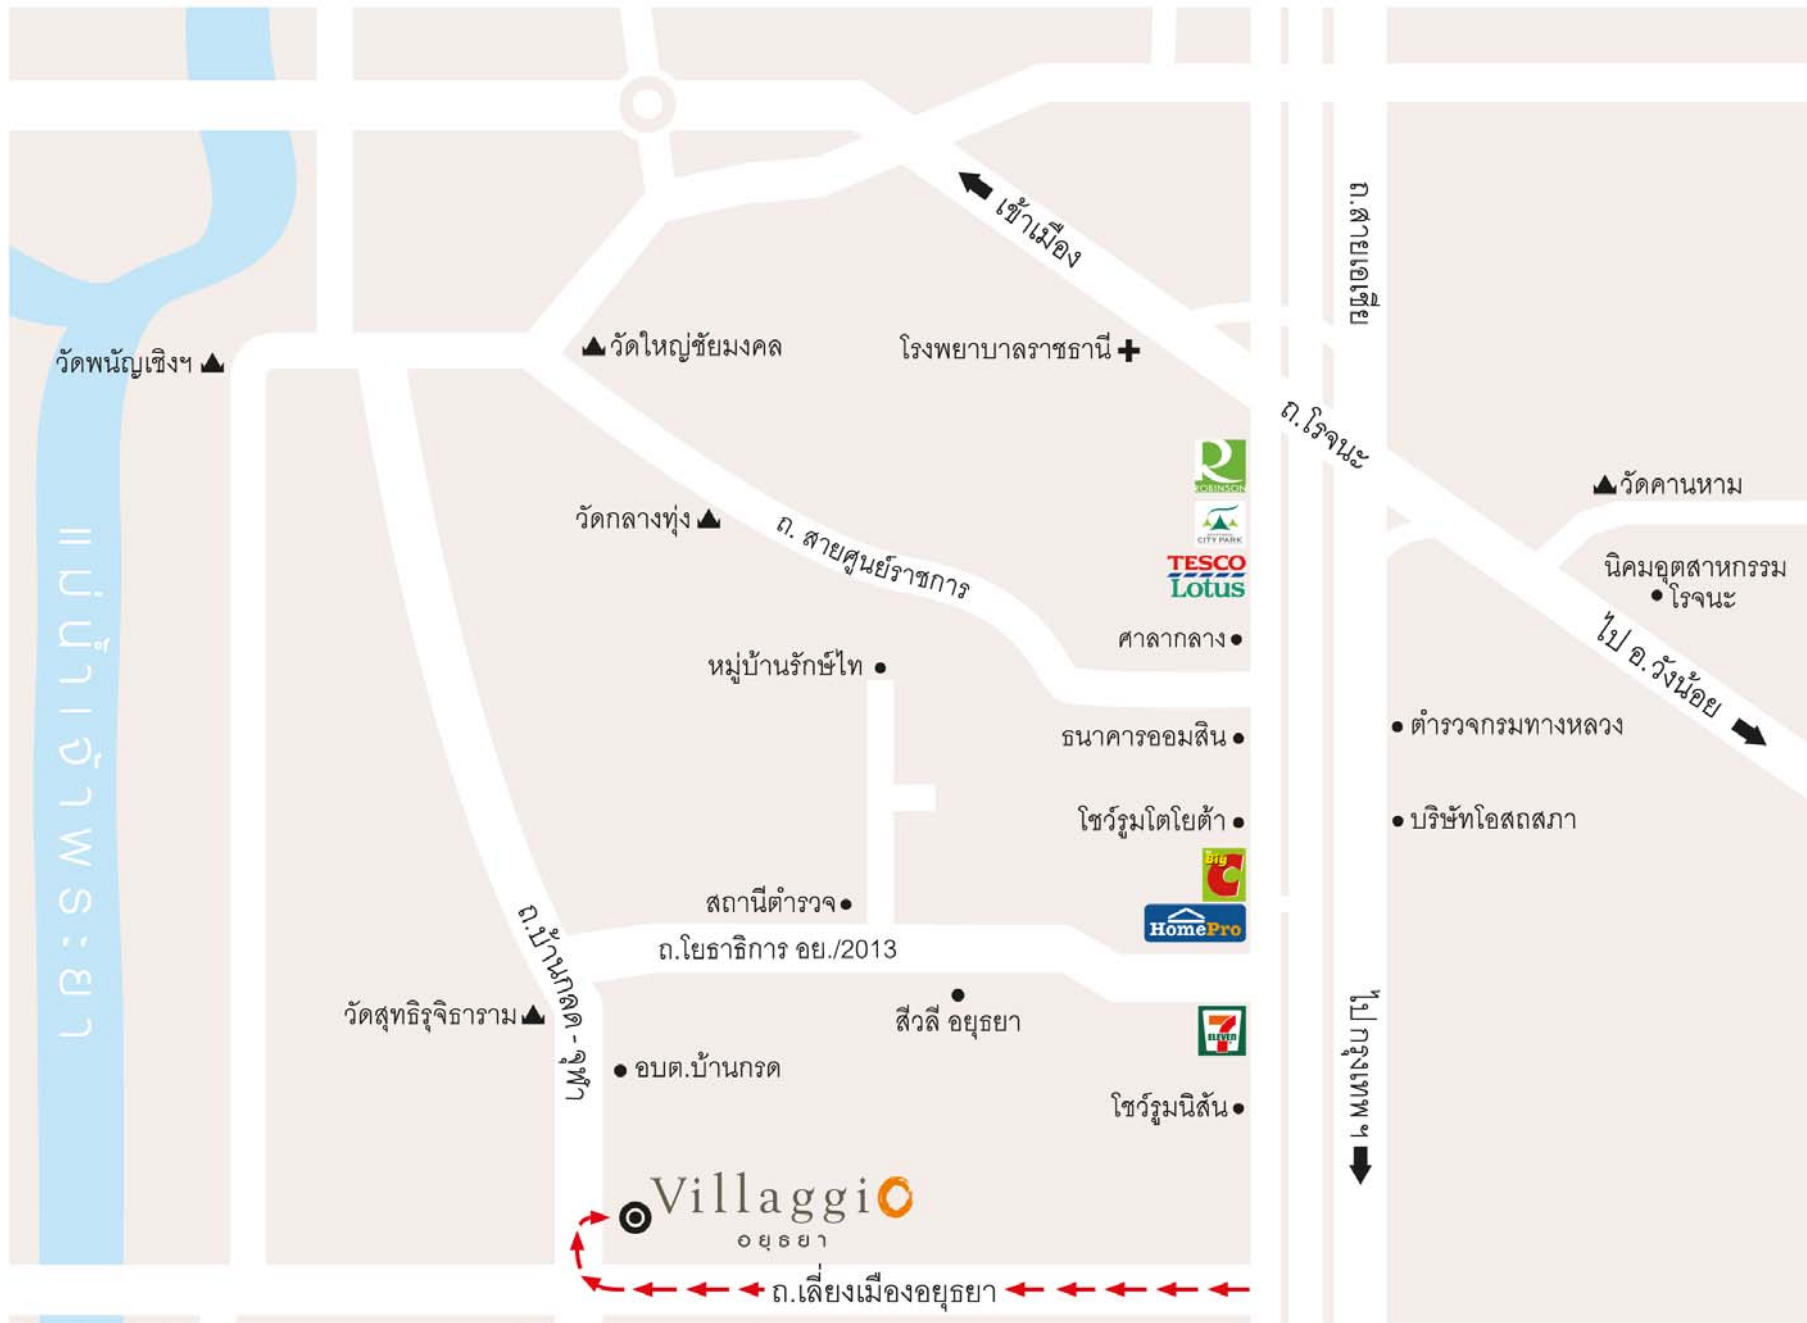 เข้าเมือง
ถ.สายเอเซีย
วัดพนัญเชิงฯ
วัดใหญ่ชัยมงคล
โรงพยาบาลราชธานี
ถ.โรจนะ
ROBINSON
CITY PARK
TESCO
Lotus
วัดคานหาม
วัดกลางทุ่ง
ถ. สายศูนย์ราชการ
นิคมอุตสาหกรรม
โรจนะ
แม่น้ำเจ้าพระยา
ศาลากลาง
หมู่บ้านรักษ์ไท
ไป อ.วังน้อย
ธนาคารออมสิน
ตำรวจกรมทางหลวง
โชว์รูมโตโยต้า
บริษัทโอสถสภา
Big
C
HomePro
สถานีตำรวจ
ถ.โยธาธิการ อย./2013
ถ.บ้านกลด - จุฬา
วัดสุทธิรุจิธาราม
สีวลี อยุธยา
7
ELEVEN
ไป กรุงเทพ ฯ
อบต.บ้านกรด
โชว์รูมนิสัน
Villaggio
อยุธยา
ถ.เลี่ยงเมืองอยุธยา